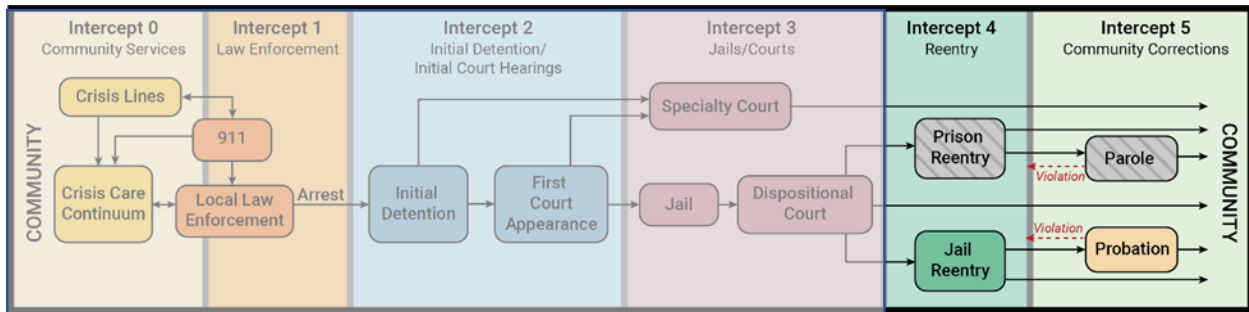 Intercept 0
Community Services
Intercept 1
Law Enforcement
Intercept 2
Initial Detention/
Initial Court Hearings
Intercept 3
Jails/Courts
Intercept 4
Reentry
Intercept 5
Community Corrections
COMMUNITY
Crisis Lines
911
Crisis Care
Continuum
Local Law
Enforcement
Arrest
Initial
Detention
First
Court
Appearance
Specialty Court
Jail
Dispositional
Court
Prison
Reentry
Violation
Parole
Jail
Reentry
Violation
Probation
COMMUNITY